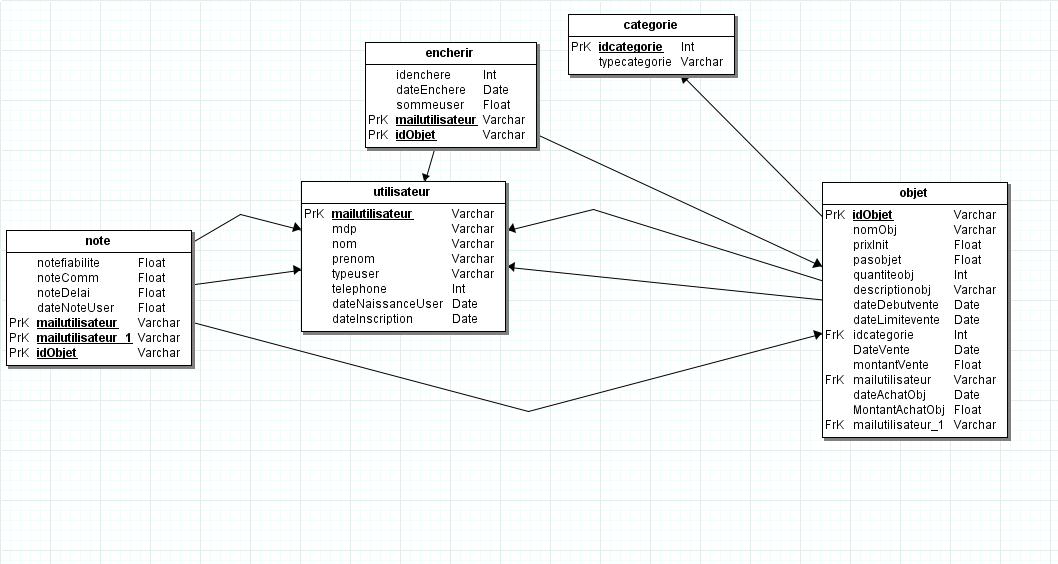 categorie
PrK idcategorie Int
typecategorie Varchar
encherir
idenchere Int
dateEnchere Date
sommeuser Float
PrK mailutilisateur Varchar
PrK idObjet Varchar
utilisateur
PrK mailutilisateur Varchar
mdp Varchar
nom Varchar
prenom Varchar
typeuser Varchar
telephone Int
dateNaissanceUser Date
dateInscription Date
objet
PrK idObjet Varchar
nomObj Varchar
prixInit Float
pasobjet Float
quantiteobj Int
descriptionobj Varchar
dateDebutvente Date
dateLimitevente Date
FrK idcategorie Int
DateVente Date
montantVente Float
FrK mailutilisateur Varchar
dateAchatObj Date
MontantAchatObj Float
FrK mailutilisateur_1 Varchar
note
notefiabilite Float
noteComm Float
noteDelai Float
dateNoteUser Float
PrK mailutilisateur Varchar
PrK mailutilisateur_1 Varchar
PrK idObjet Varchar